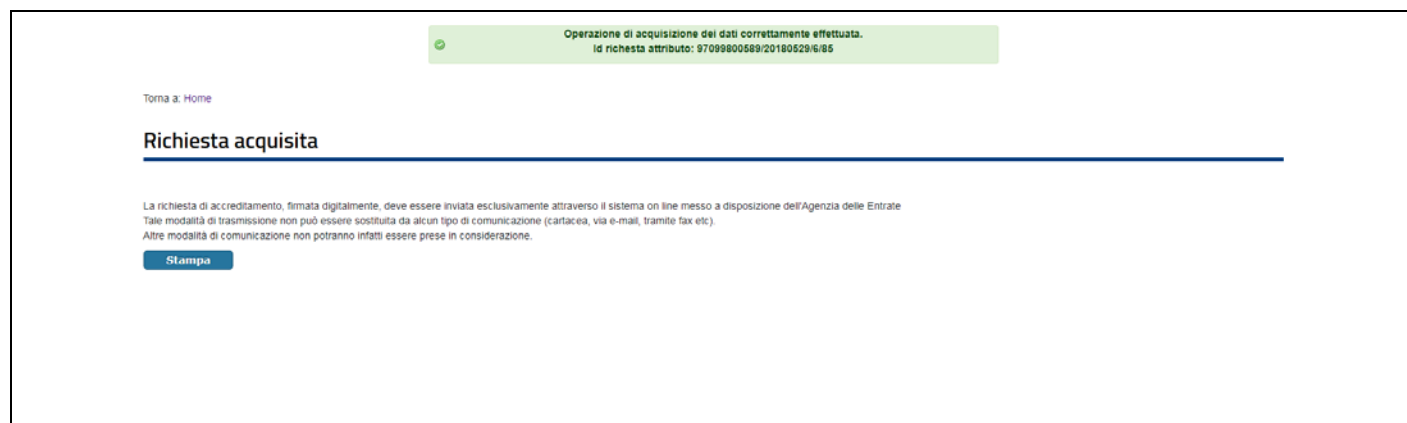 Operazione di acquisizione dei dati correttamente effettuata.
Id richesta attributo: 97099800589/20180529/6/85
Torna a: Home
Richiesta acquisita
La richiesta di accreditamento, firmata digitalmente, deve essere inviata esclusivamente attraverso il sistema on line messo a disposizione dell'Agenzia delle Entrate
Tale modalità di trasmissione non può essere sostituita da alcun tipo di comunicazione (cartacea, via e-mail, tramite fax etc).
Altre modalità di comunicazione non potranno infatti essere prese in considerazione.
Stampa